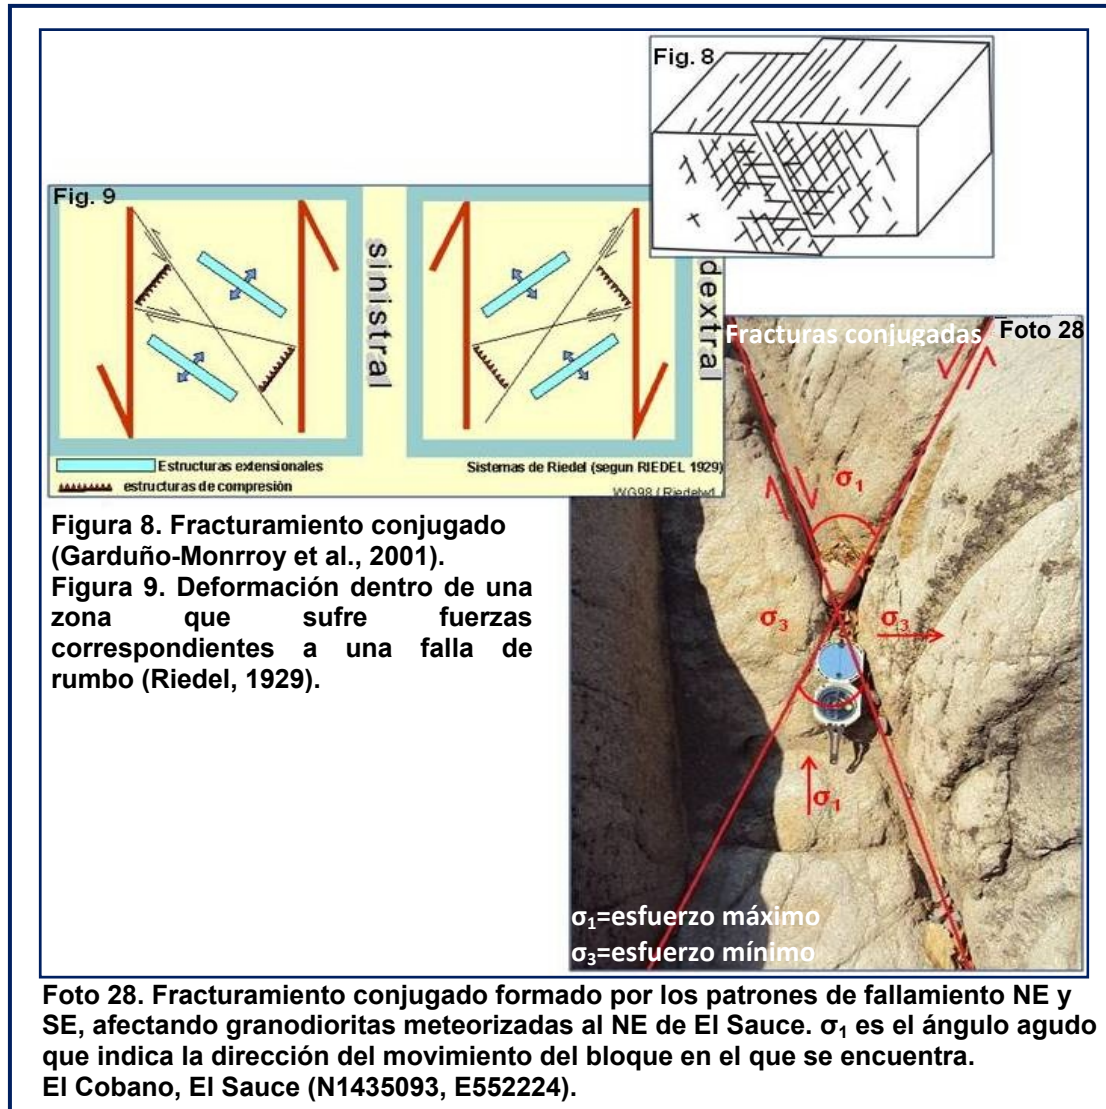 Fig. 8
Fig. 9
sinistral
dextral
Estructuras extensionales
estructuras de compresión
Sistemas de Riedel (segun RIEDEL 1929)
Fracturas conjugadas
Foto 28
σ1
σ3
σ3
σ1
σ1=esfuerzo máximo
σ3=esfuerzo mínimo
Figura 8. Fracturamiento conjugado
(Garduño-Monrroy et al., 2001).
Figura 9. Deformación dentro de una
zona que sufre fuerzas
correspondientes a una falla de
rumbo (Riedel, 1929).
Foto 28. Fracturamiento conjugado formado por los patrones de fallamiento NE y
SE, afectando granodioritas meteorizadas al NE de El Sauce. σ1 es el ángulo agudo
que indica la dirección del movimiento del bloque en el que se encuentra.
El Cobano, El Sauce (N1435093, E552224).